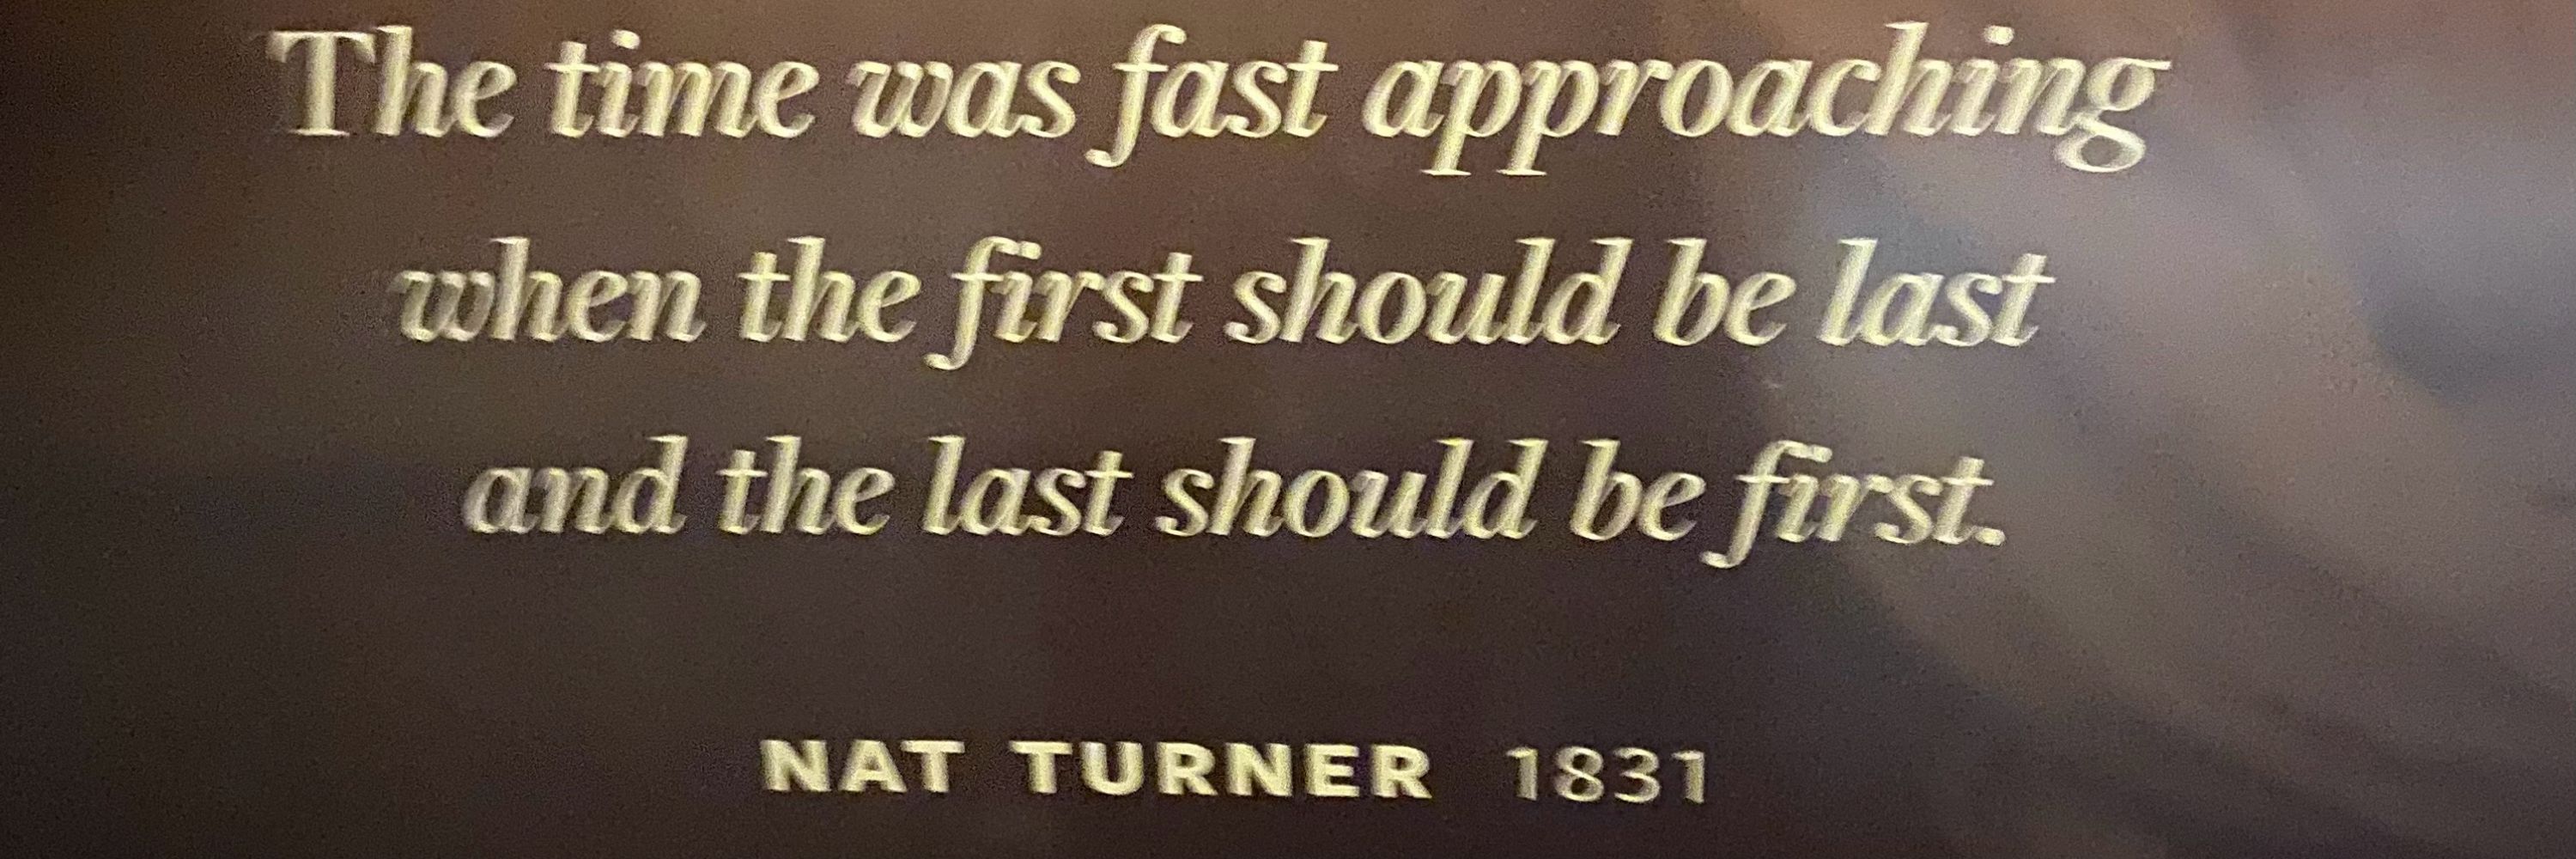 The time was fast approaching
when the first should be last
and the last should be first.
NAT TURNER 1831